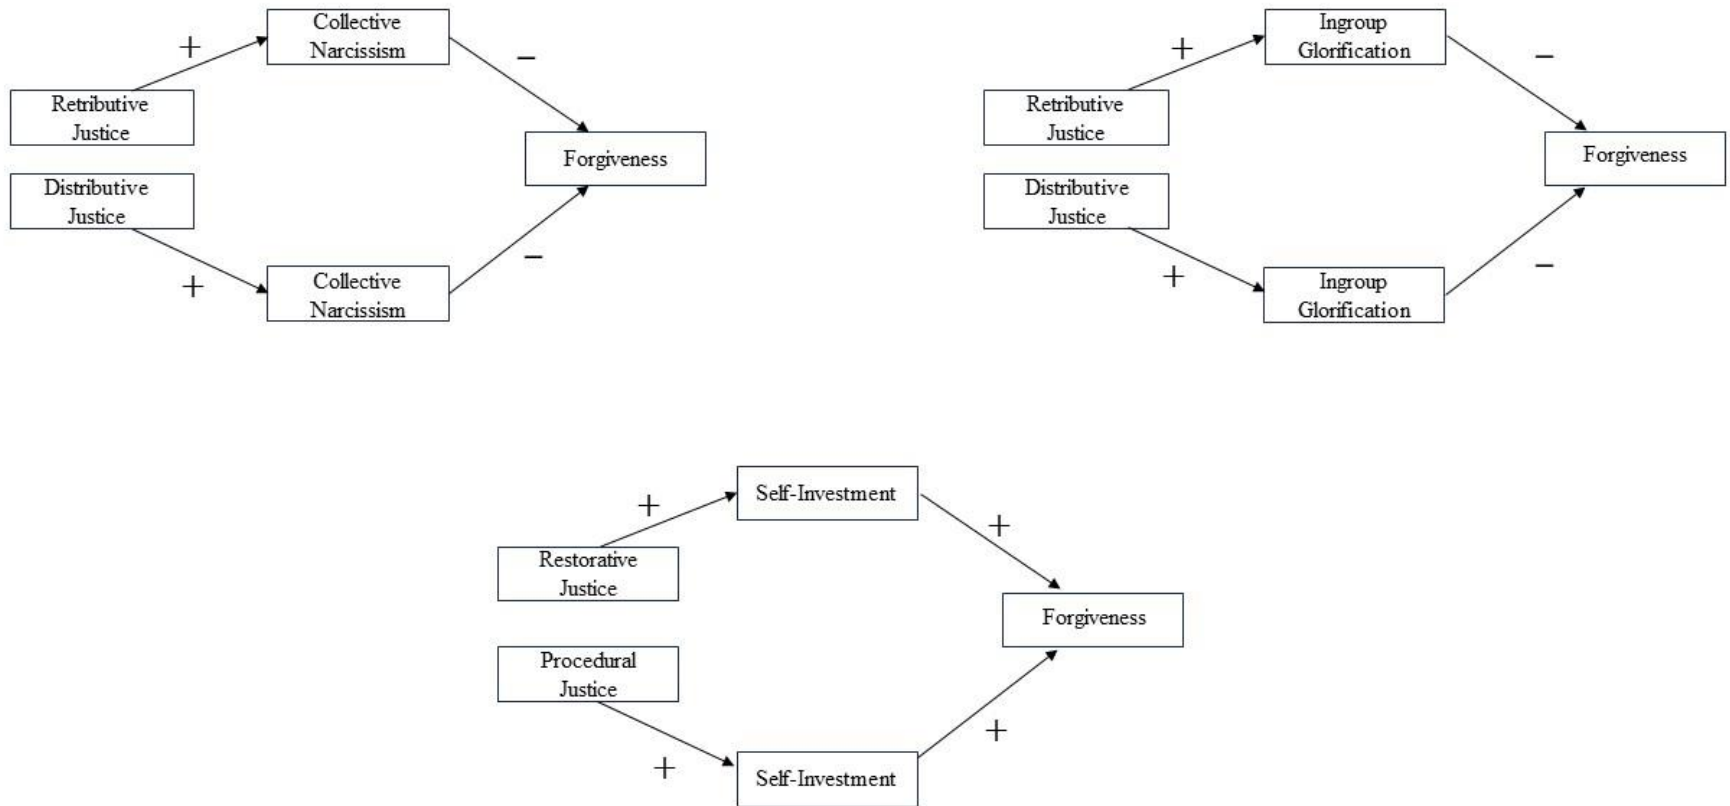 Collective
Narcissism
+
−
Retributive
Justice
Forgiveness
Distributive
Justice
+
−
Collective
Narcissism
Ingroup
Glorification
+
−
Retributive
Justice
Forgiveness
Distributive
Justice
+
−
Ingroup
Glorification
Self-Investment
+
+
Restorative
Justice
Forgiveness
Procedural
Justice
+
+
Self-Investment